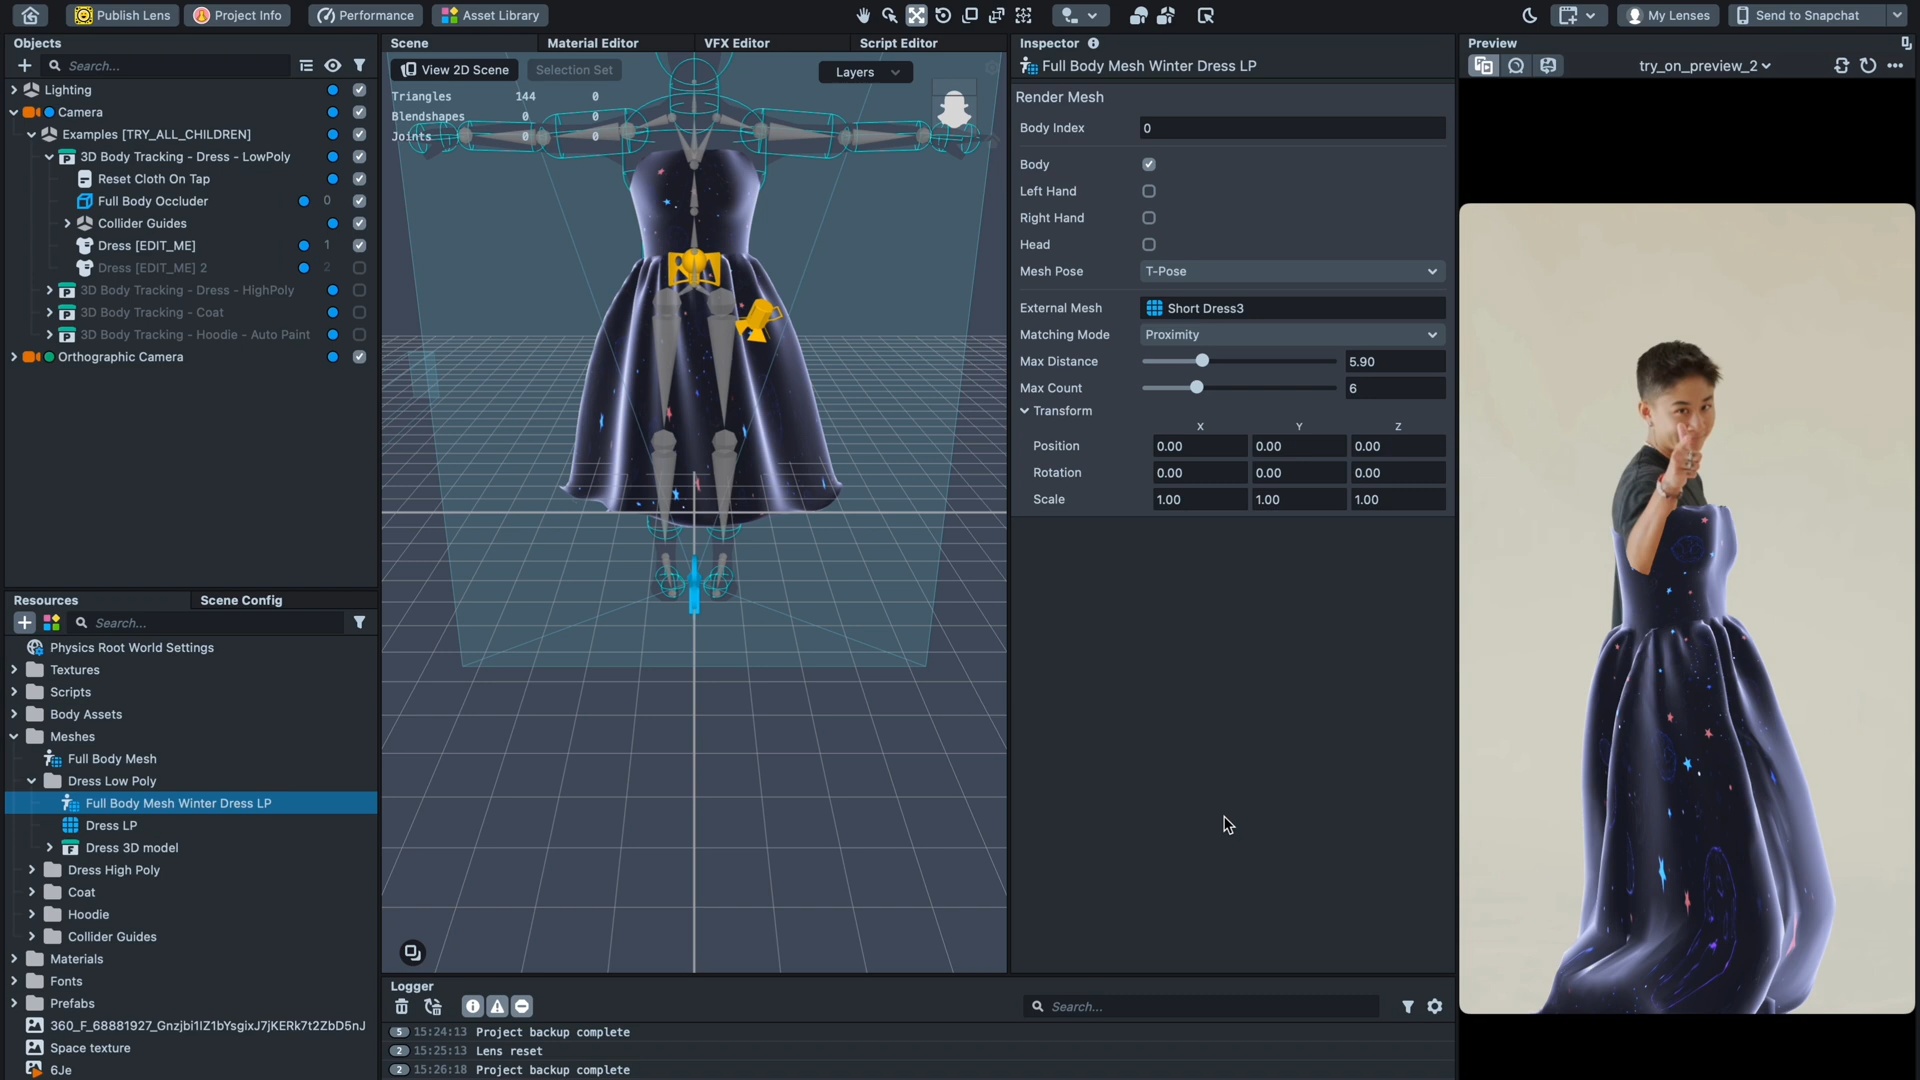 Publish Lens
Project Info
Performance
Asset Library
My Lenses
Send to Snapchat
Objects
Search...
Lighting
Camera
Examples [TRY_ALL_CHILDREN]
3D Body Tracking - Dress - LowPoly
Reset Cloth On Tap
Full Body Occluder 0
Collider Guides
Dress [EDIT_ME] 1
Dress [EDIT_ME] 2 2
3D Body Tracking - Dress - HighPoly
3D Body Tracking - Coat
3D Body Tracking - Hoodie - Auto Paint
Orthographic Camera
Resources
Scene Config
Search...
Physics Root World Settings
Textures
Scripts
Body Assets
Meshes
Full Body Mesh
Dress Low Poly
Full Body Mesh Winter Dress LP
Dress LP
Dress 3D model
Dress High Poly
Coat
Hoodie
Collider Guides
Materials
Fonts
Prefabs
360_F_68881927_Gnzjbi1IZ1bYsgixJ7jKERk7t2ZbD5nJ
Space texture
6Je
Scene
Material Editor
VFX Editor
Script Editor
View 2D Scene
Selection Set
Layers
Triangles 144 0
Blendshapes 0 0
Joints 0 0
Logger
Search...
5 15:24:13 Project backup complete
2 15:25:13 Lens reset
2 15:26:18 Project backup complete
Inspector
Full Body Mesh Winter Dress LP
Render Mesh
Body Index 0
Body
Left Hand
Right Hand
Head
Mesh Pose T-Pose
External Mesh Short Dress3
Matching Mode Proximity
Max Distance 5.90
Max Count 6
Transform
X Y Z
Position 0.00 0.00 0.00
Rotation 0.00 0.00 0.00
Scale 1.00 1.00 1.00
Preview
try_on_preview_2